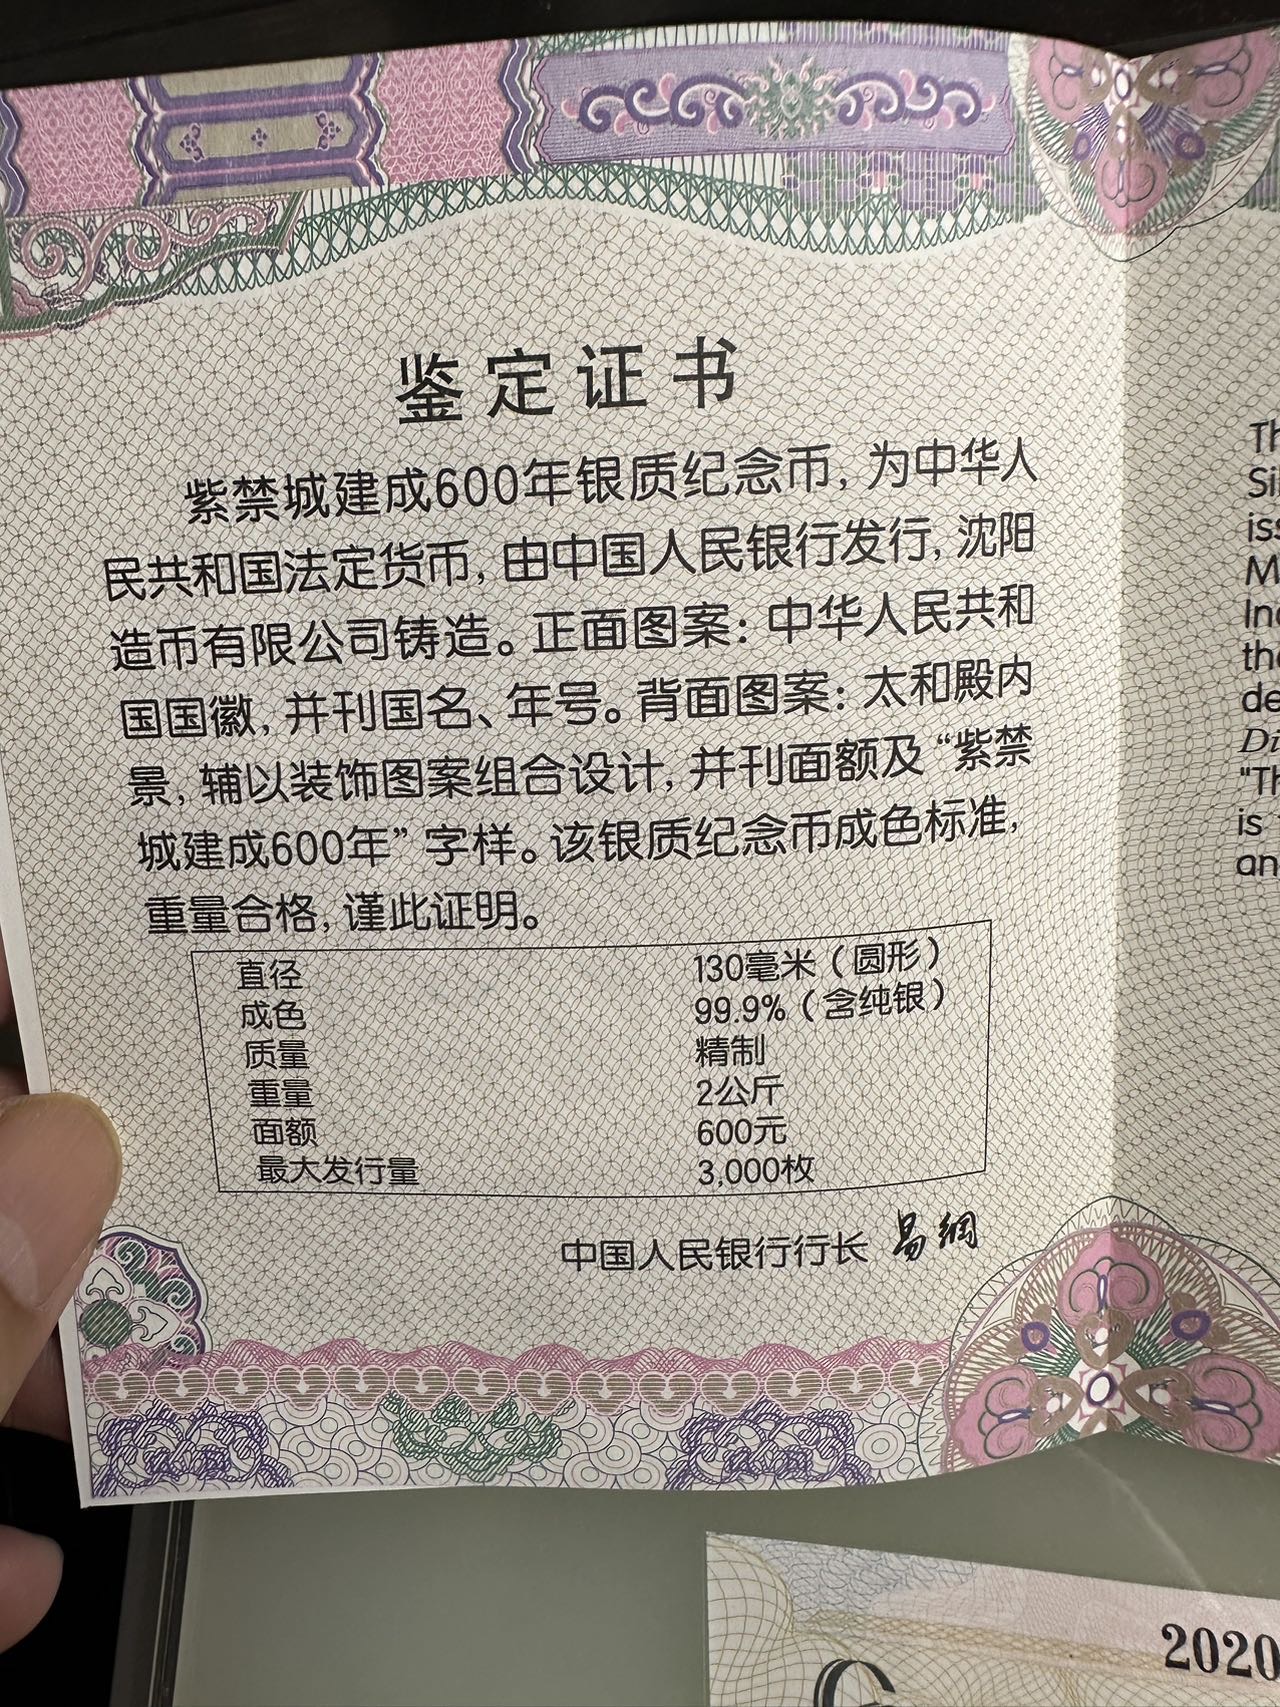 鉴定证书
紫禁城建成600年银质纪念币，为中华人
民共和国法定货币，由中国人民银行发行，沈阳
造币有限公司铸造。正面图案：中华人民共和
国国徽，并刊国名、年号。背面图案：太和殿内
景，辅以装饰图案组合设计，并刊面额及“紫禁
城建成600年”字样。该银质纪念币成色标准，
重量合格，谨此证明。
直径 130毫米（圆形）
成色 99.9%（含纯银）
质量 精制
重量 2公斤
面额 600元
最大发行量 3,000枚
中国人民银行行长 易纲
2020